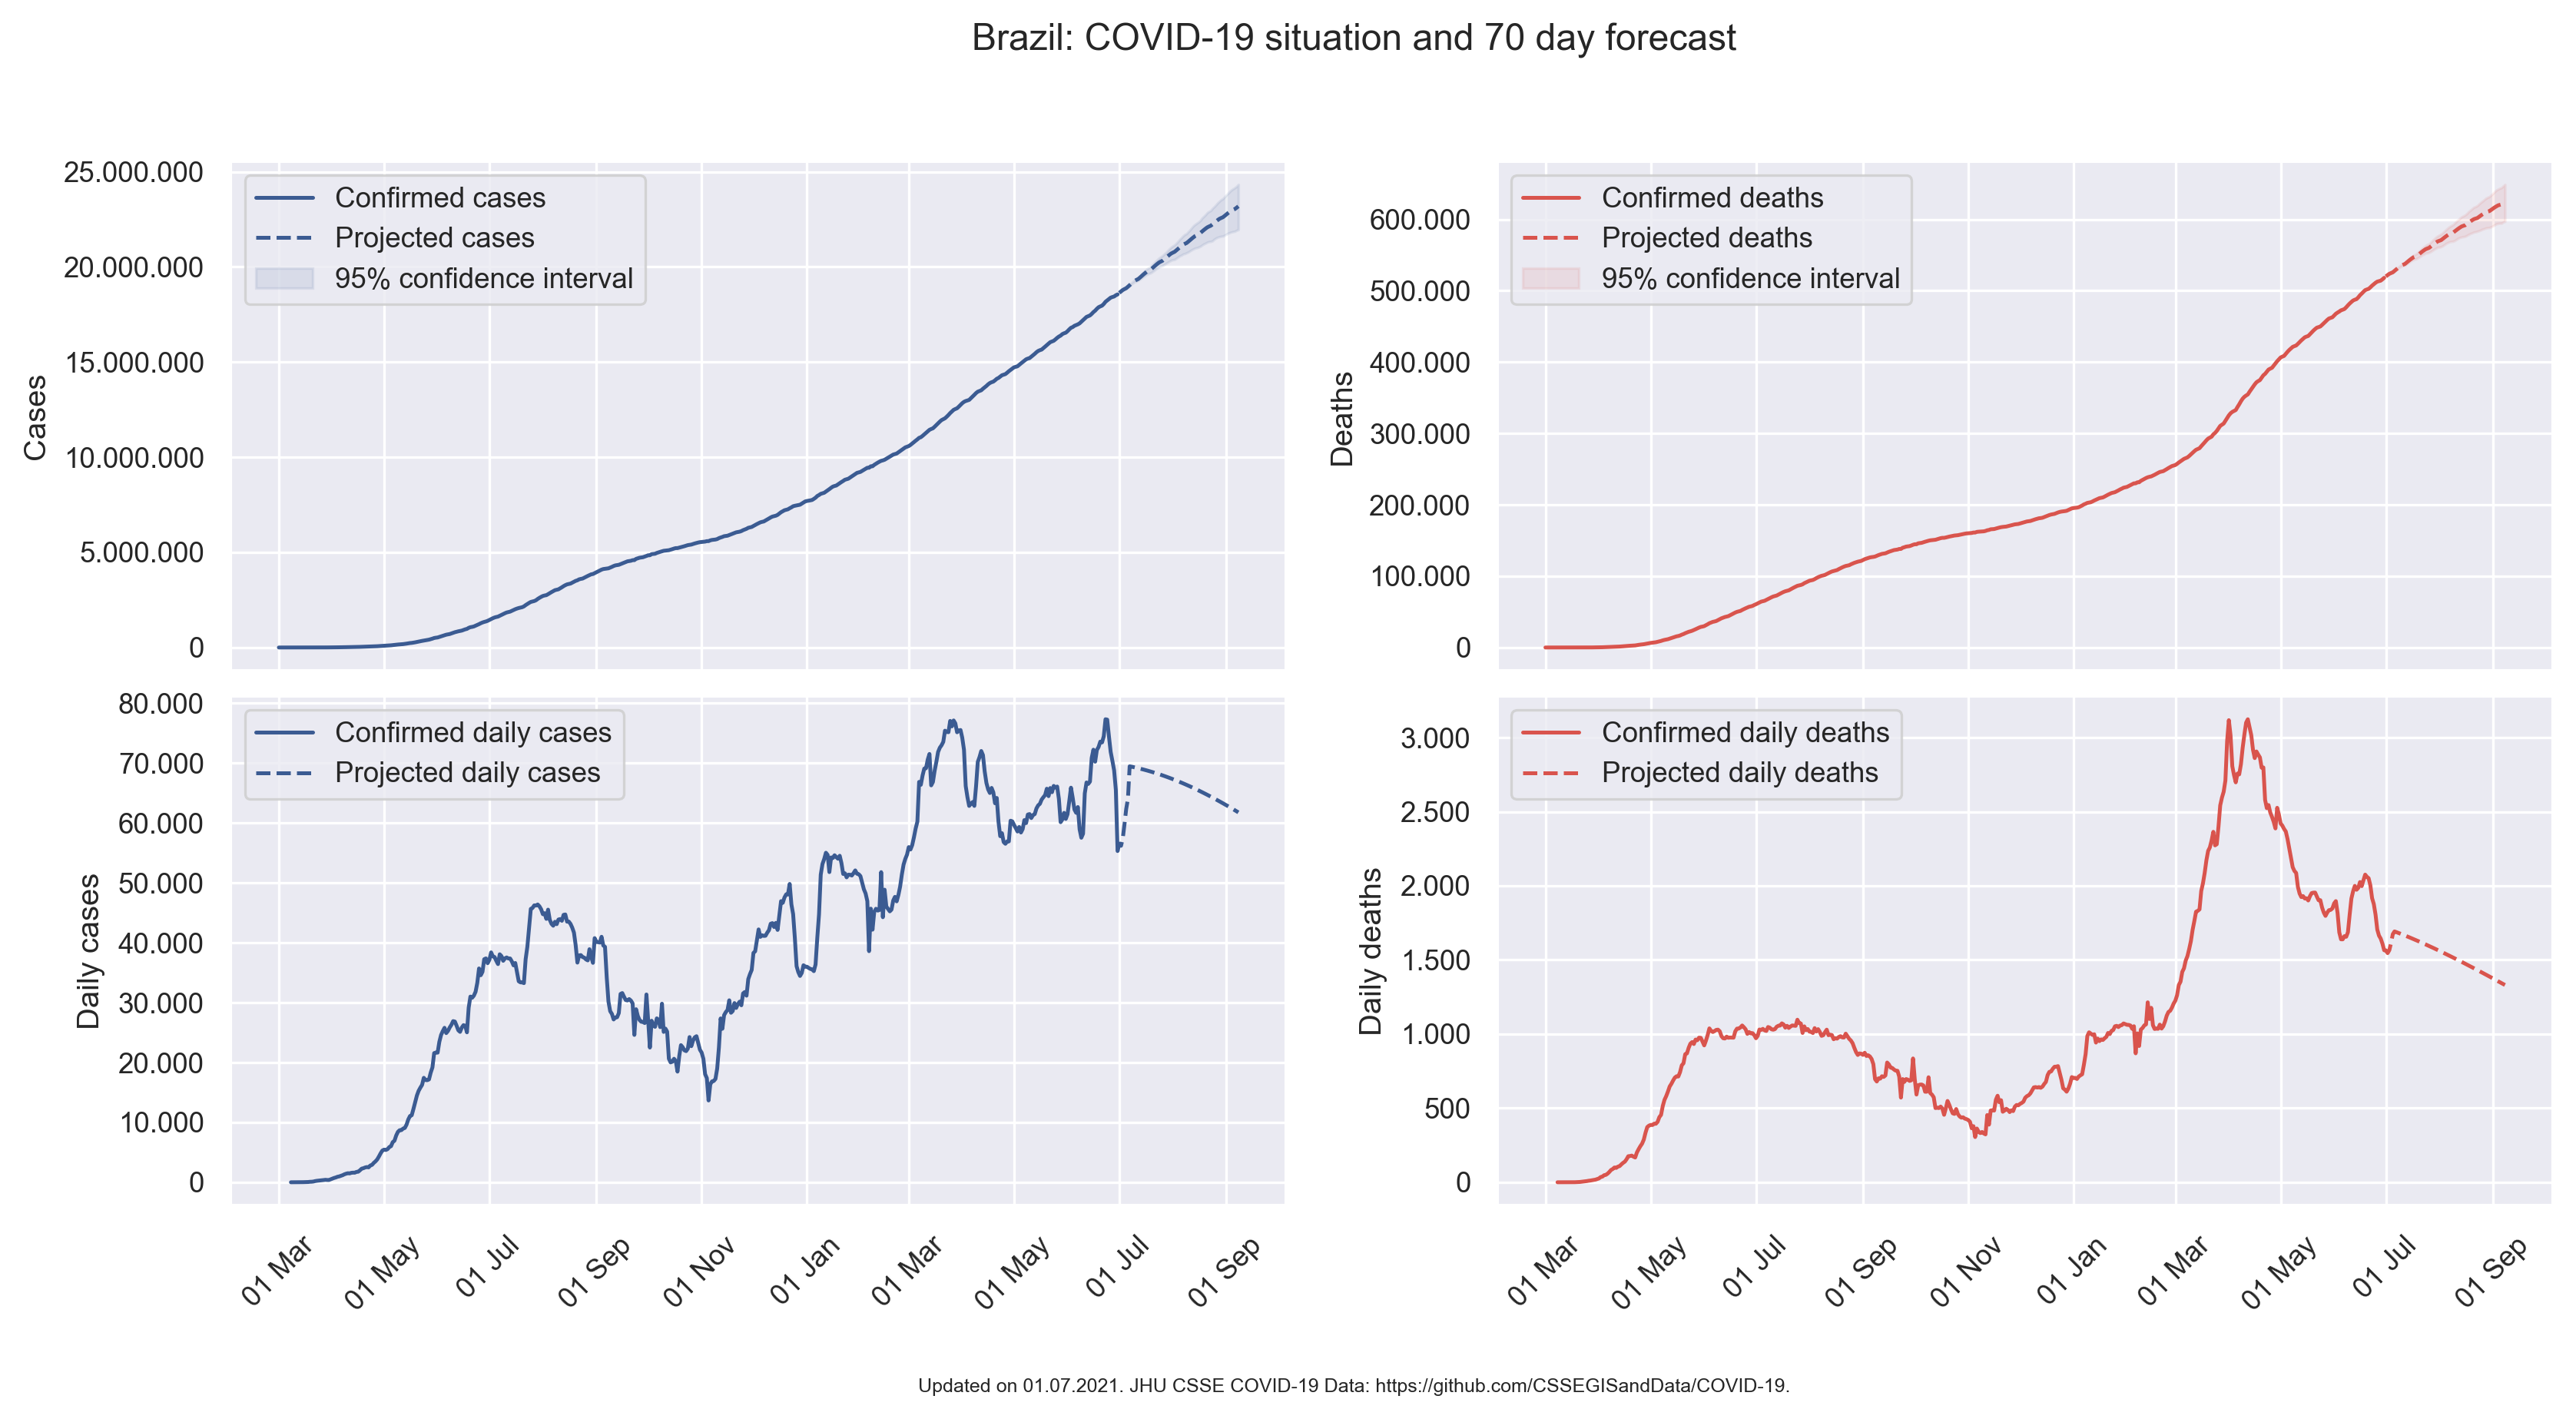 Brazil: COVID-19 situation and 70 day forecast
25.000.000
20.000.000
15.000.000
10.000.000
5.000.000
0
Cases
Confirmed cases
Projected cases
95% confidence interval
600.000
500.000
400.000
300.000
200.000
100.000
0
Deaths
Confirmed deaths
Projected deaths
95% confidence interval
80.000
70.000
60.000
50.000
40.000
30.000
20.000
10.000
0
Daily cases
Confirmed daily cases
Projected daily cases
01 Mar
01 May
01 Jul
01 Sep
01 Nov
01 Jan
01 Mar
01 May
01 Jul
01 Sep
3.000
2.500
2.000
1.500
1.000
500
0
Daily deaths
Confirmed daily deaths
Projected daily deaths
01 Mar
01 May
01 Jul
01 Sep
01 Nov
01 Jan
01 Mar
01 May
01 Jul
01 Sep
Updated on 01.07.2021. JHU CSSE COVID-19 Data: https://github.com/CSSEGISandData/COVID-19.